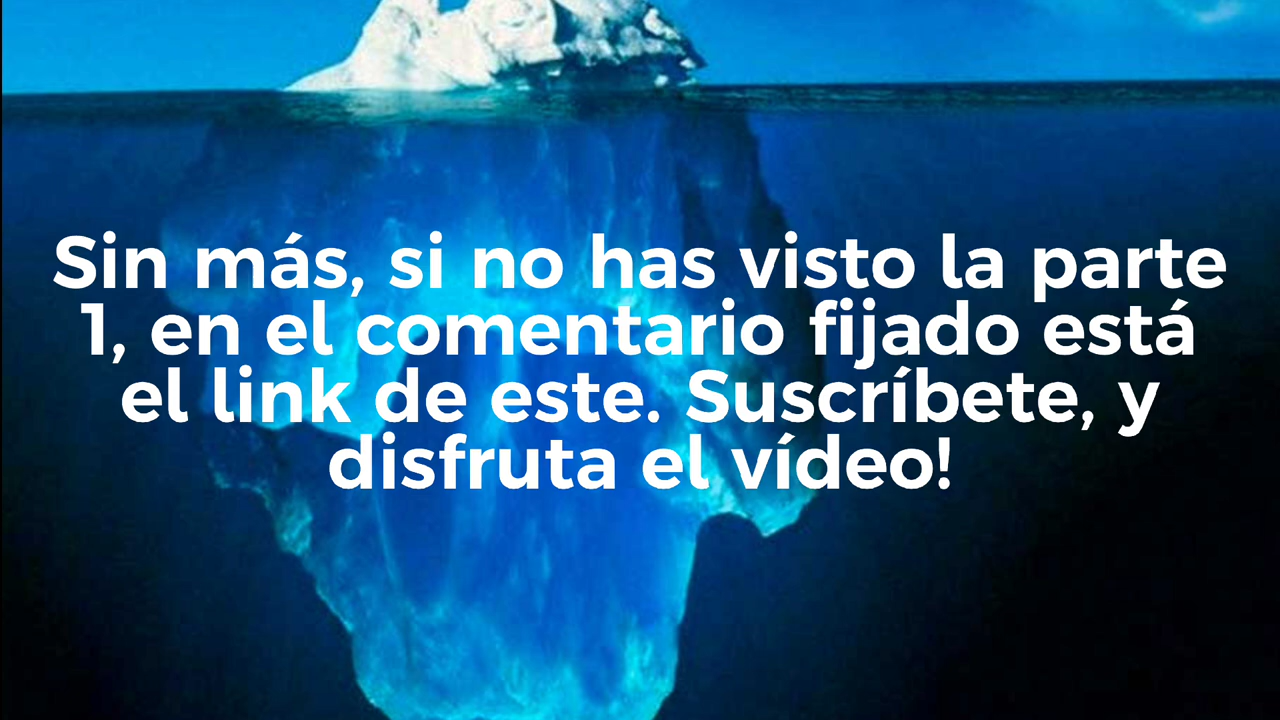 Sin más, si no has visto la parte
1, en el comentario fijado está
el link de este. Suscríbete, y
disfruta el vídeo!